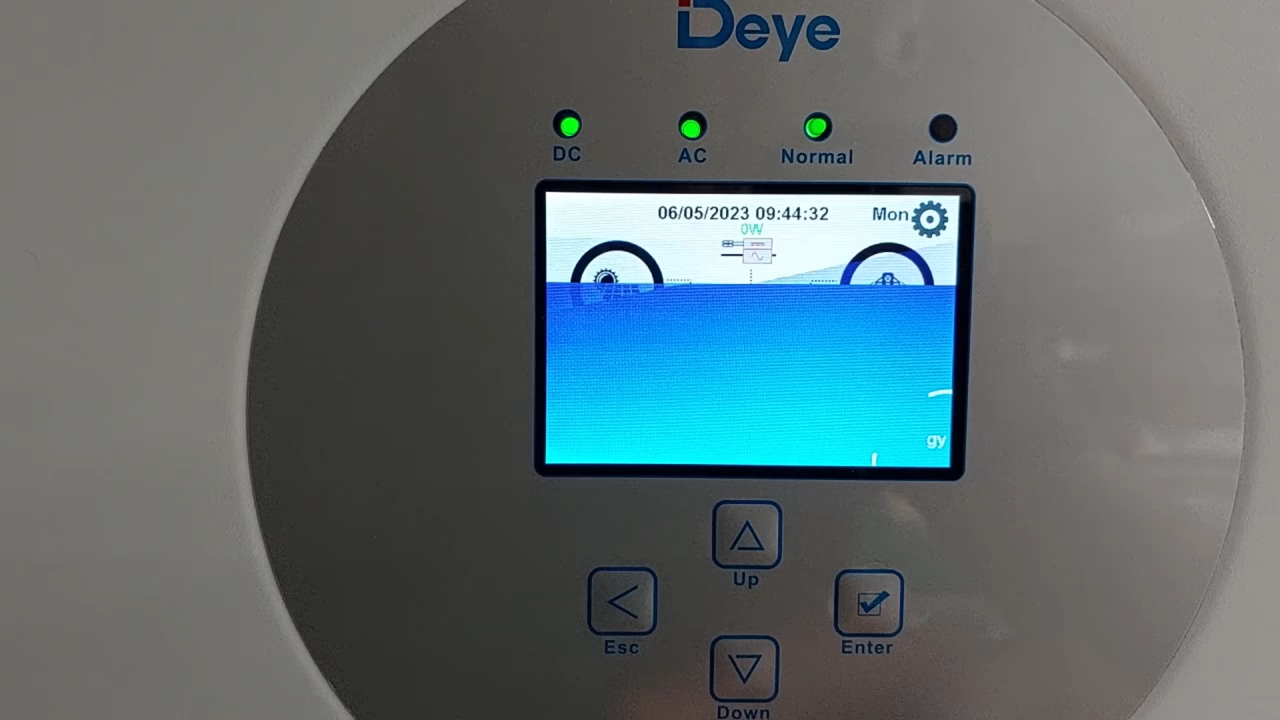 Deye
DC AC Normal Alarm
06/05/2023 09:44:32 Mon
0W
gy
Up
Esc Enter
Down